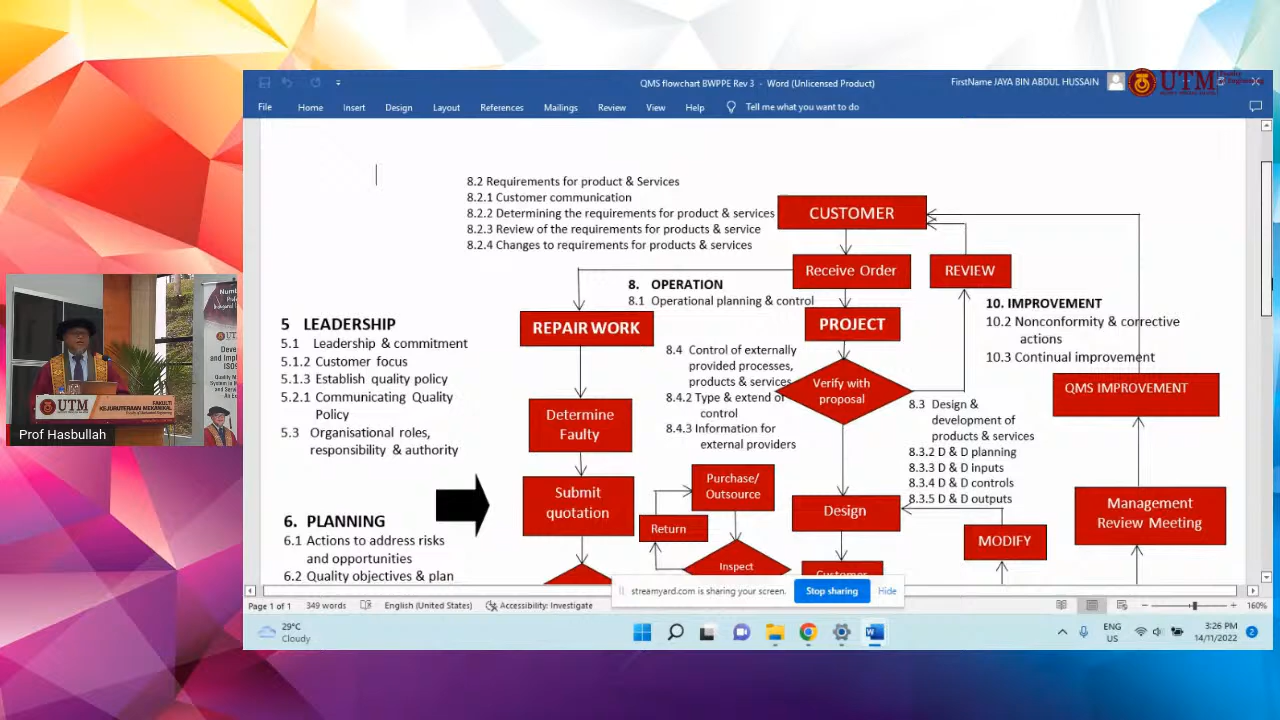 QMS flowchart BWPPE Rev 3 - Word (Unlicensed Product)
FirstName JAYA BIN ABDUL HUSSAIN
UTM
File Home Insert Design Layout References Mailings Review View Help Tell me what you want to do
8.2 Requirements for product & Services
8.2.1 Customer communication
8.2.2 Determining the requirements for product & services
8.2.3 Review of the requirements for products & service
8.2.4 Changes to requirements for products & services
CUSTOMER
Receive Order
REVIEW
8. OPERATION
8.1 Operational planning & control
10. IMPROVEMENT
10.2 Nonconformity & corrective
actions
10.3 Continual improvement
5 LEADERSHIP
5.1 Leadership & commitment
5.1.2 Customer focus
5.1.3 Establish quality policy
5.2.1 Communicating Quality
Policy
5.3 Organisational roles,
responsibility & authority
REPAIR WORK
PROJECT
8.4 Control of externally
provided processes,
products & services
8.4.2 Type & extend of
control
8.4.3 Information for
external providers
Verify with
proposal
QMS IMPROVEMENT
8.3 Design &
development of
products & services
8.3.2 D & D planning
8.3.3 D & D inputs
8.3.4 D & D controls
8.3.5 D & D outputs
Determine
Faulty
Submit
quotation
Purchase/
Outsource
Return
Inspect
Design
Customer
MODIFY
Management
Review Meeting
6. PLANNING
6.1 Actions to address risks
and opportunities
6.2 Quality objectives & plan
UTM
FAKULTI
KEJURUTERAAN MEKANIKAL
Prof Hasbullah
streamyard.com is sharing your screen.
Stop sharing
Hide
Page 1 of 1 349 words English (United States) Accessibility: Investigate
160%
29°C
Cloudy
ENG
US
3:26 PM
14/11/2022
2